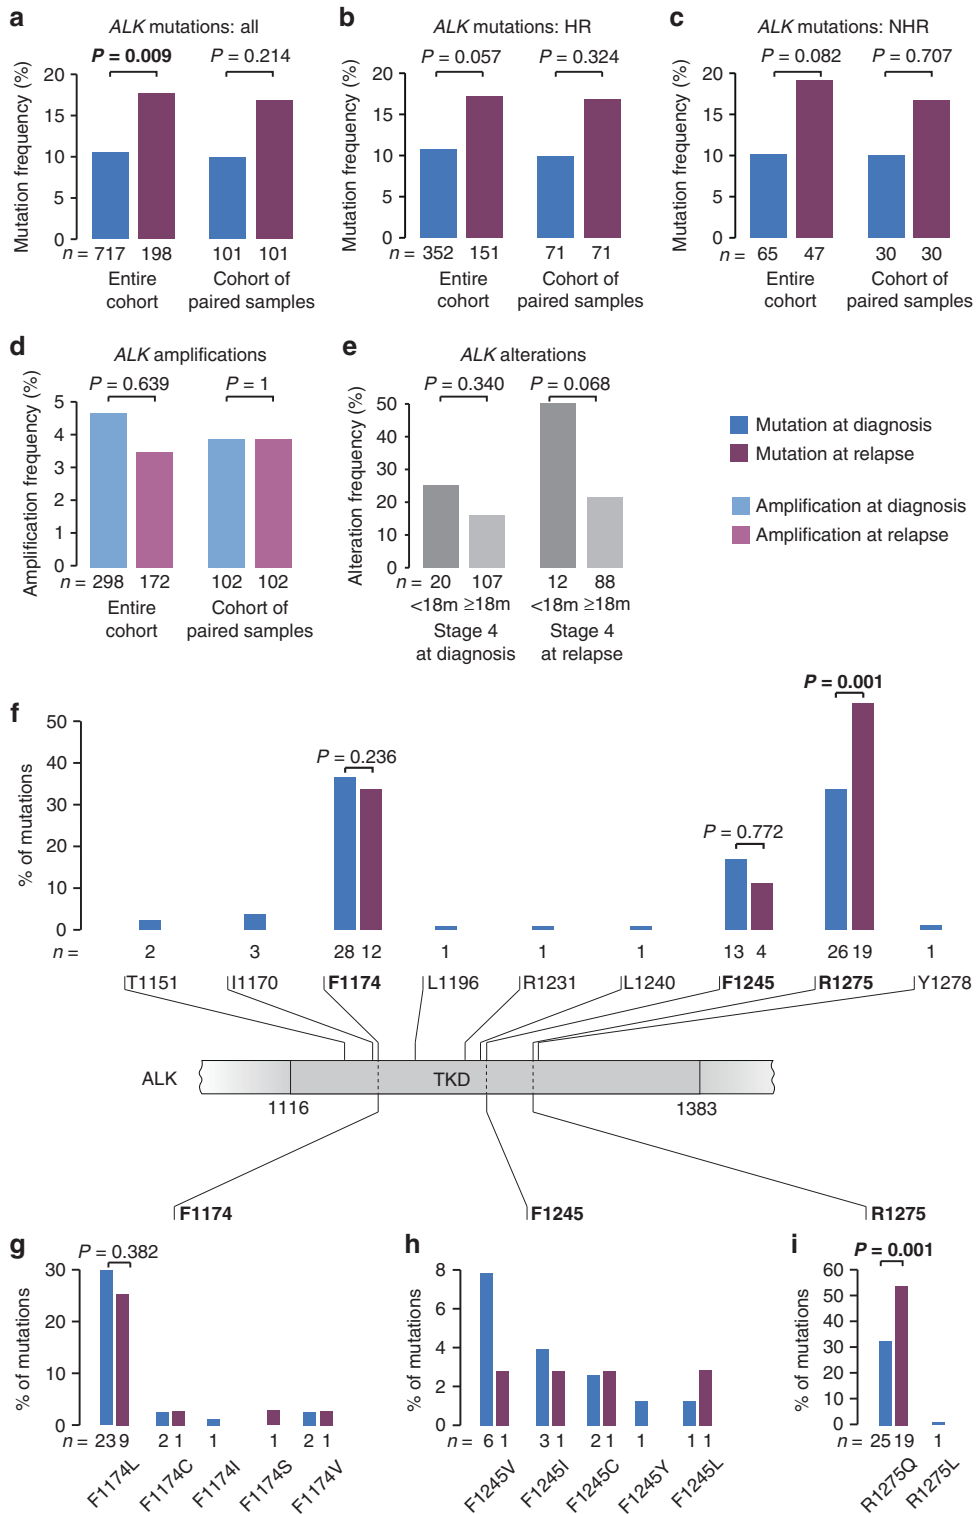 a
ALK mutations: all
P = 0.009
P = 0.214
Mutation frequency (%)
20
15
10
5
0
n = 717 198 101 101
Entire cohort
Cohort of paired samples
b
ALK mutations: HR
P = 0.057
P = 0.324
Mutation frequency (%)
20
15
10
5
0
n = 352 151 71 71
Entire cohort
Cohort of paired samples
c
ALK mutations: NHR
P = 0.082
P = 0.707
Mutation frequency (%)
20
15
10
5
0
n = 65 47 30 30
Entire cohort
Cohort of paired samples
d
ALK amplifications
P = 0.639
P = 1
Amplification frequency (%)
5
4
3
2
1
0
n = 298 172 102 102
Entire cohort
Cohort of paired samples
e
ALK alterations
P = 0.340
P = 0.068
Alteration frequency (%)
50
40
30
20
10
0
n = 20 107 12 88
<18m ≥18m <18m ≥18m
Stage 4 at diagnosis
Stage 4 at relapse
Mutation at diagnosis
Mutation at relapse
Amplification at diagnosis
Amplification at relapse
f
P = 0.236
P = 0.772
P = 0.001
% of mutations
50
40
30
20
10
0
n = 2 3 28 12 1 1 1 13 4 26 19 1
T1151 I1170 F1174 L1196 R1231 L1240 F1245 R1275 Y1278
ALK
TKD
1116
1383
F1174
F1245
R1275
g
P = 0.382
% of mutations
30
20
10
0
n = 23 9 2 1 1 1 2 1
F1174L F1174C F1174I F1174S F1174V
h
% of mutations
8
6
4
2
0
n = 6 1 3 1 2 1 1 1 1
F1245V F1245I F1245C F1245Y F1245L
i
P = 0.001
% of mutations
60
50
40
30
20
10
0
n = 25 19 1
R1275Q R1275L